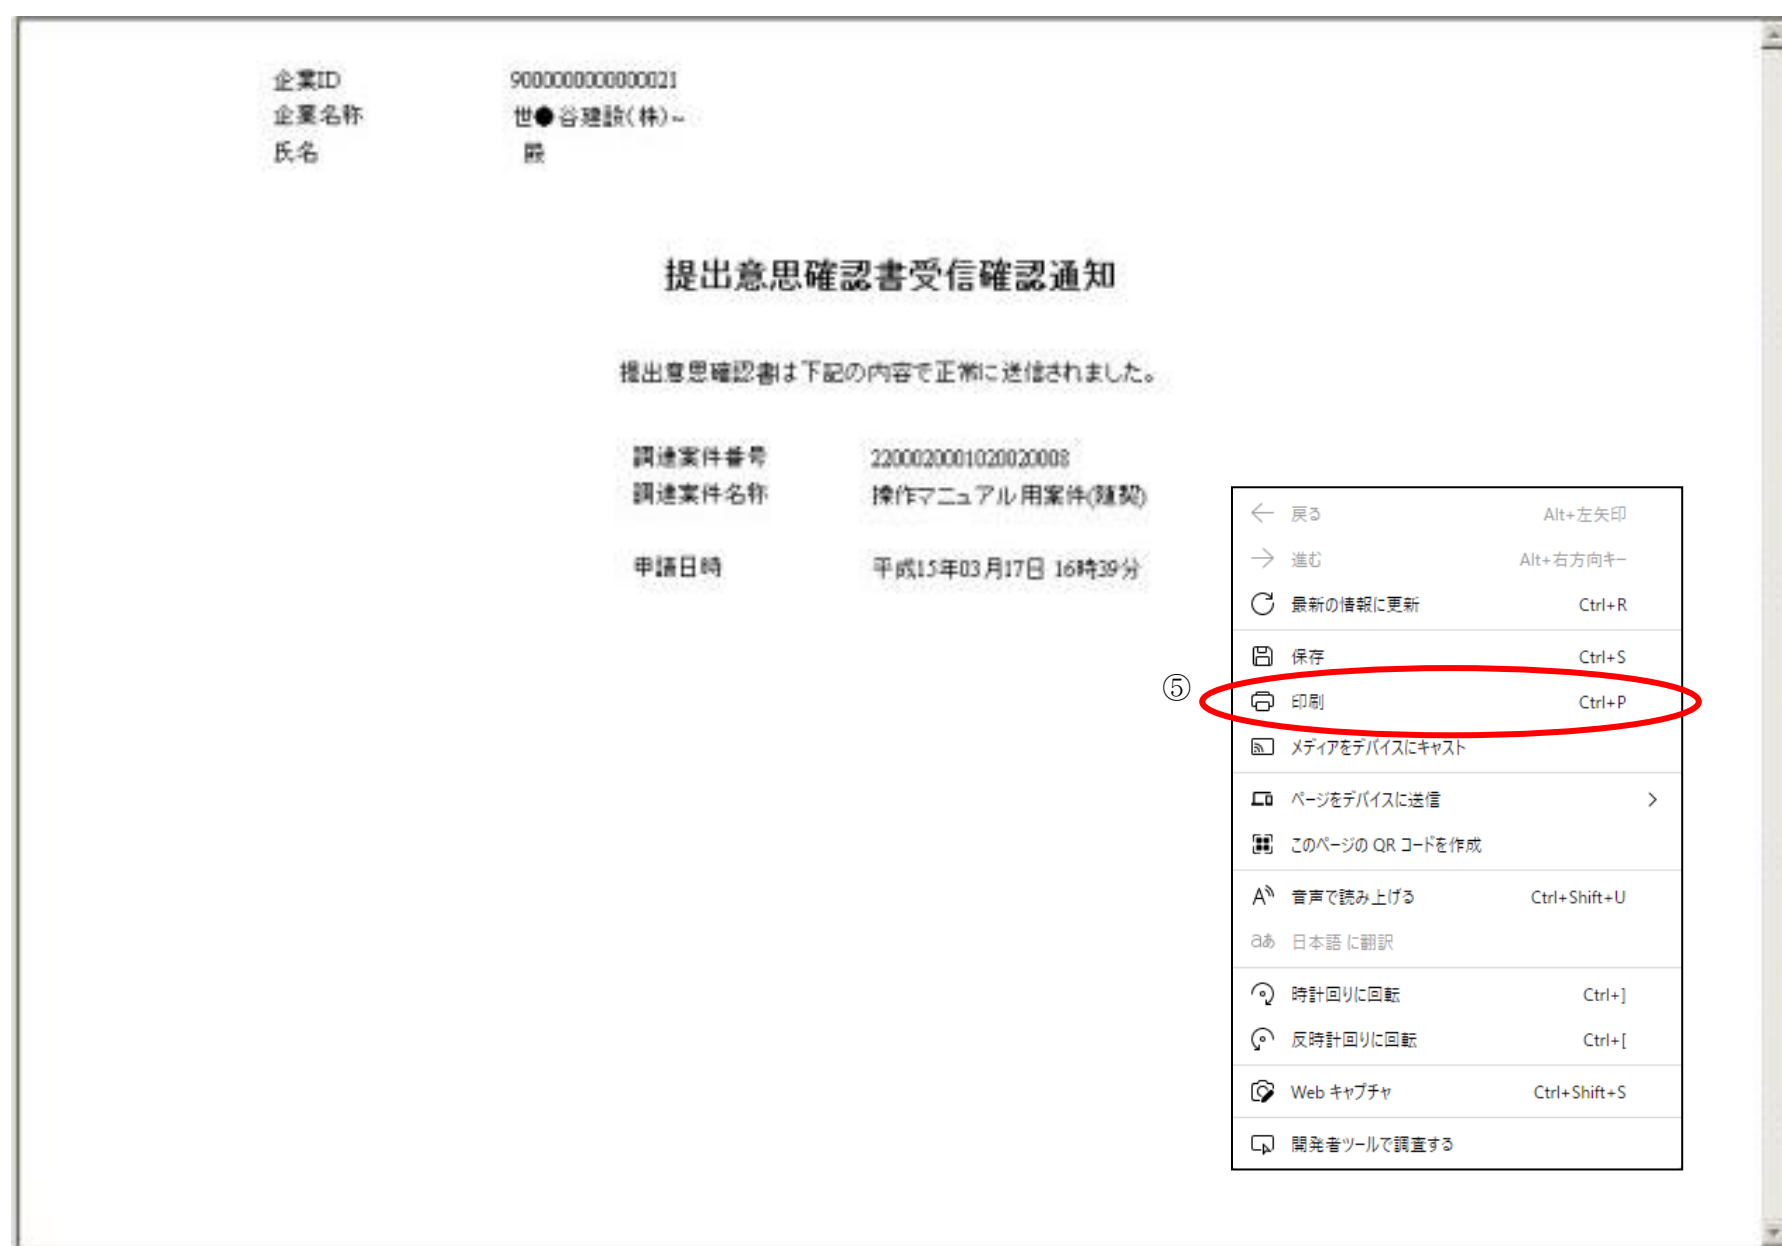 企業ID 9000000000000021
企業名称 世●谷建設(株)~
氏名 殿
提出意思確認書受信確認通知
提出意思確認書は下記の内容で正常に送信されました。
調達案件番号 2200020001020020008
調達案件名称 操作マニュアル用案件(随契)
申請日時 平成15年03月17日 16時39分
戻る Alt+左矢印
進む Alt+右方向キー
最新の情報に更新 Ctrl+R
保存 Ctrl+S
⑤
印刷 Ctrl+P
メディアをデバイスにキャスト
ページをデバイスに送信
このページの QR コードを作成
音声で読み上げる Ctrl+Shift+U
日本語 に翻訳
時計回りに回転 Ctrl+]
反時計回りに回転 Ctrl+[
Web キャプチャ Ctrl+Shift+S
開発者ツールで調査する